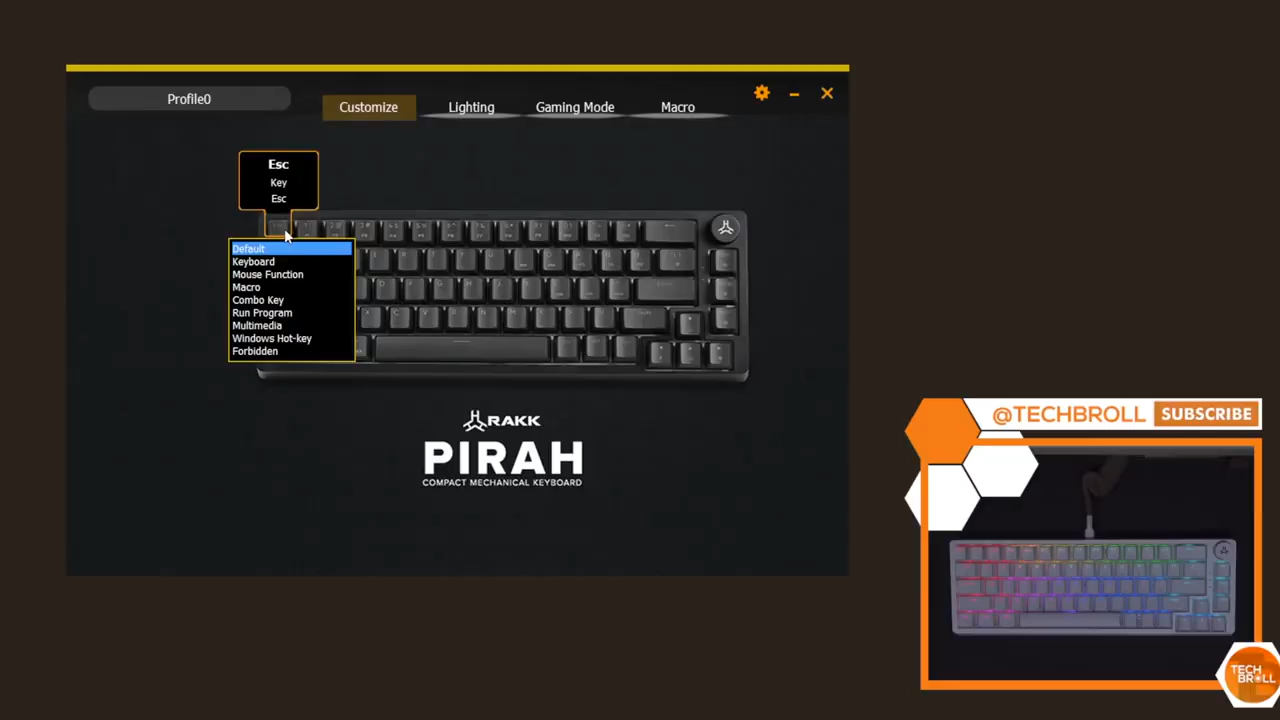 Profile0
Customize
Lighting
Gaming Mode
Macro
Esc
Key
Esc
Default
Keyboard
Mouse Function
Macro
Combo Key
Run Program
Multimedia
Windows Hot-key
Forbidden
RAKK
PIRAH
COMPACT MECHANICAL KEYBOARD
@TECHBROLL SUBSCRIBE
TECH
BROLL